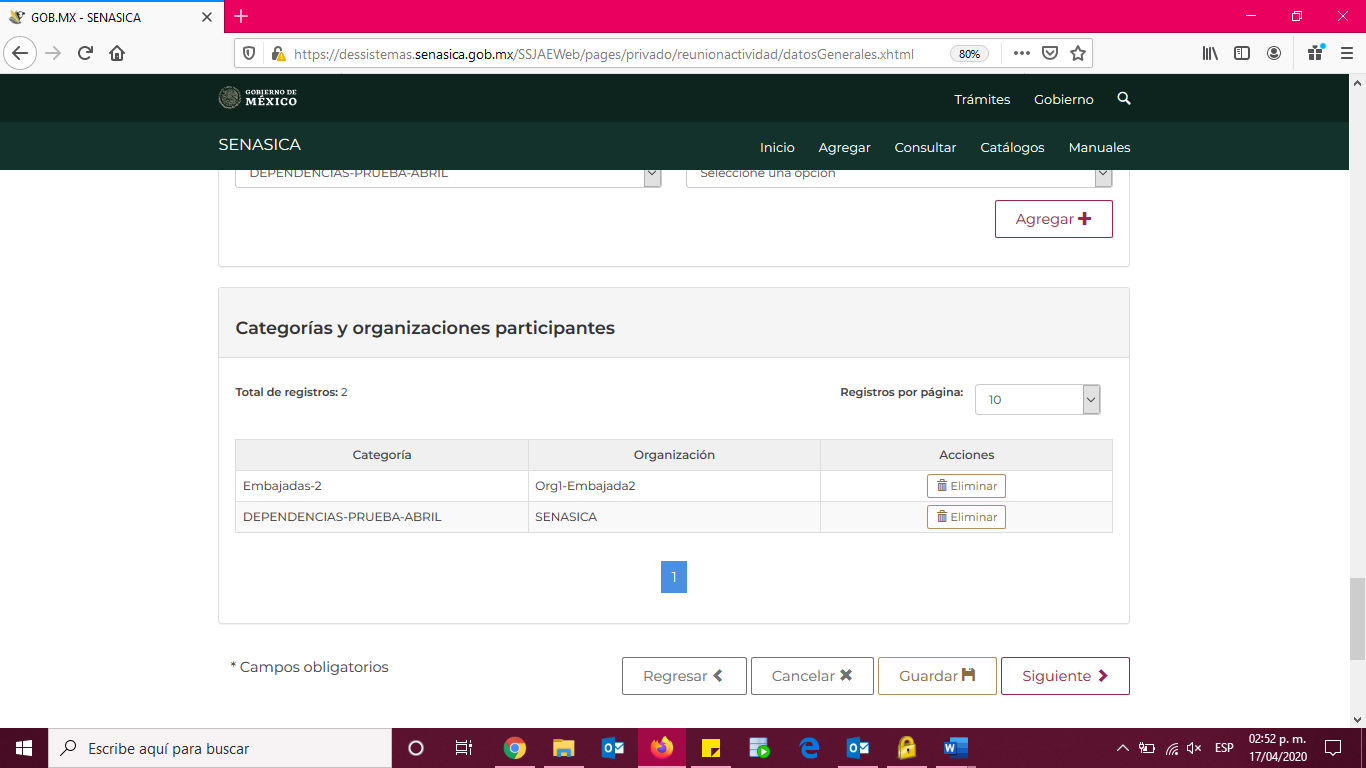 GOB.MX - SENASICA
https://dessistemas.senasica.gob.mx/SSJAEWeb/pages/privado/reunionactividad/datosGenerales.xhtml 80%
GOBIERNO DE
MÉXICO
Trámites Gobierno
SENASICA
Inicio Agregar Consultar Catálogos Manuales
DEPENDENCIAS-PRUEBA-ABRIL Seleccione una opción
Agregar
Categorías y organizaciones participantes
Total de registros: 2 Registros por página: 10
Categoría Organización Acciones
Embajadas-2 Org1-Embajada2 Eliminar
DEPENDENCIAS-PRUEBA-ABRIL SENASICA Eliminar
1
* Campos obligatorios
Regresar Cancelar Guardar Siguiente
Escribe aquí para buscar
ESP
02:52 p. m.
17/04/2020